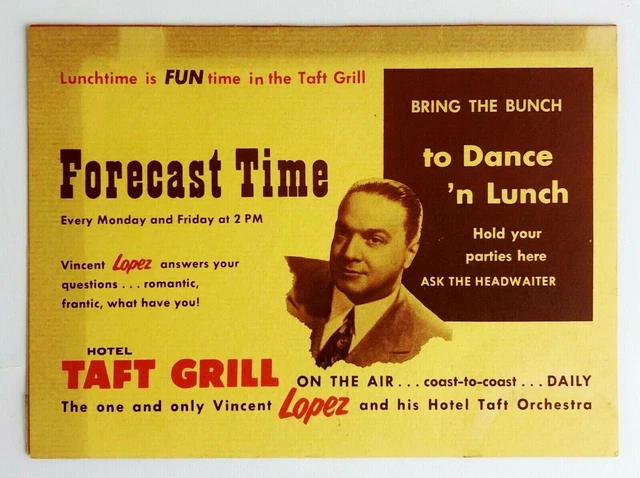 Lunchtime is FUN time in the Taft Grill
Forecast Time
Every Monday and Friday at 2 PM
Vincent Lopez answers your
questions . . . romantic,
frantic, what have you!
BRING THE BUNCH
to Dance
'n Lunch
Hold your
parties here
ASK THE HEADWAITER
HOTEL
TAFT GRILL
ON THE AIR . . . coast-to-coast . . . DAILY
The one and only Vincent Lopez and his Hotel Taft Orchestra